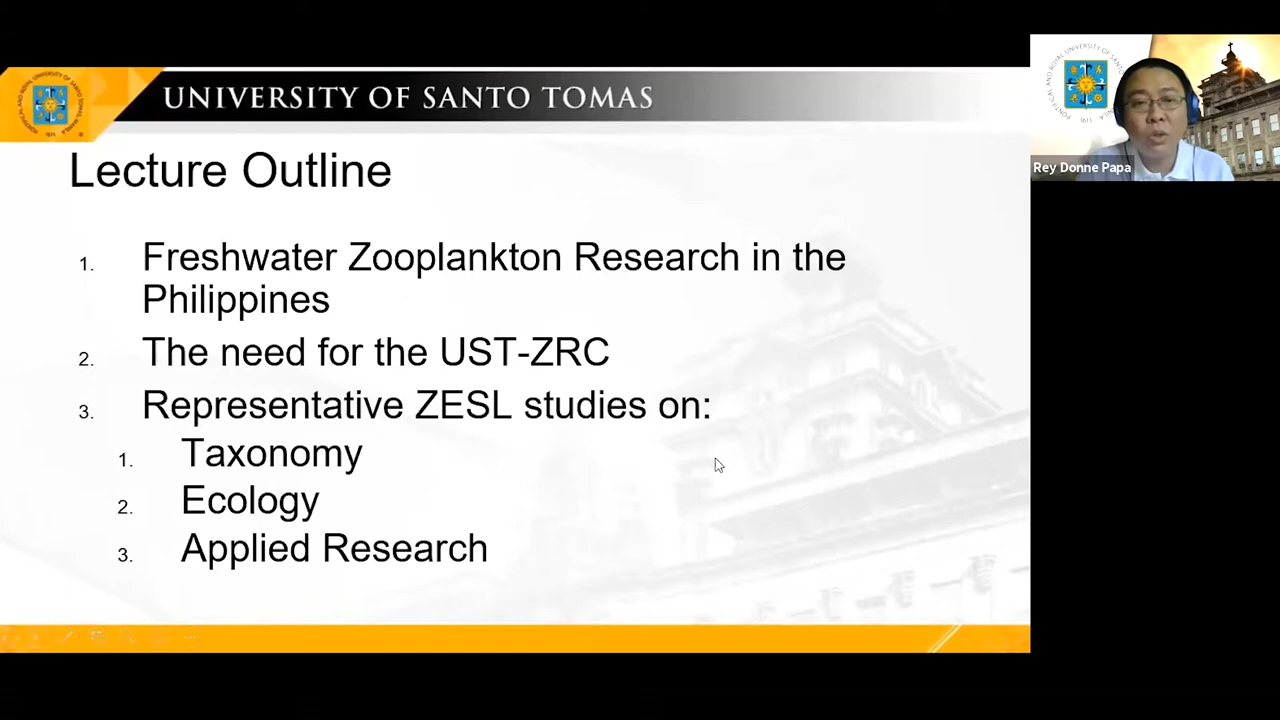 UNIVERSITY OF SANTO TOMAS
Lecture Outline
1. Freshwater Zooplankton Research in the
Philippines
2. The need for the UST-ZRC
3. Representative ZESL studies on:
1. Taxonomy
2. Ecology
3. Applied Research
Rey Donne Papa